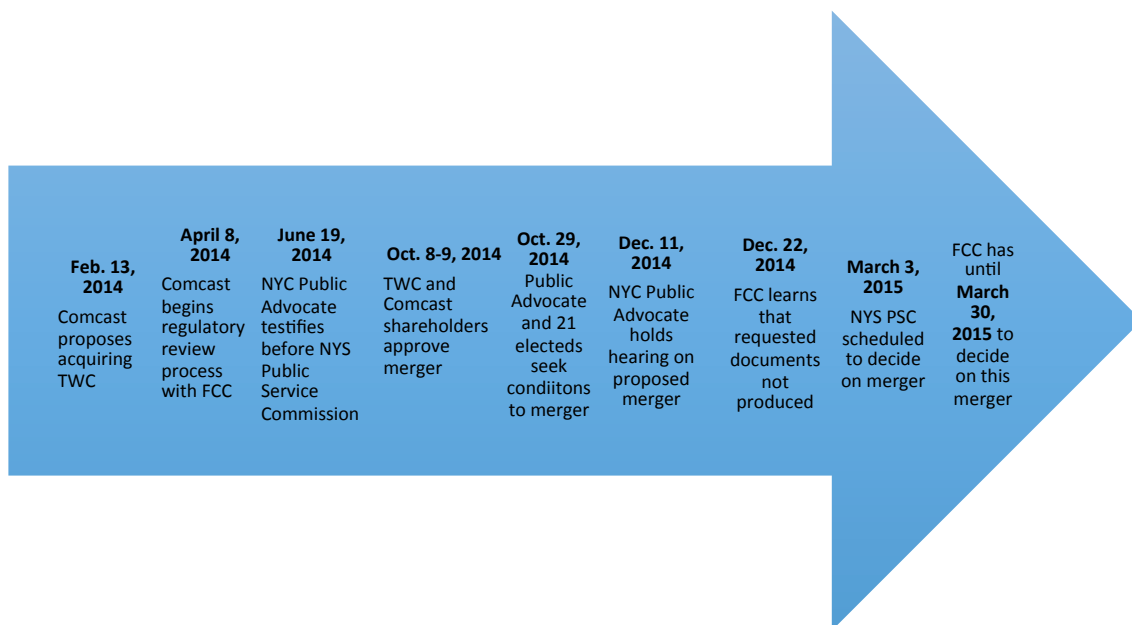 Feb. 13,
2014
Comcast
proposes
acquiring
TWC
April 8,
2014
Comcast
begins
regulatory
review
process
with FCC
June 19,
2014
NYC Public
Advocate
testifies
before NYS
Public
Service
Commission
Oct. 8-9, 2014
TWC and
Comcast
shareholders
approve
merger
Oct. 29,
2014
Public
Advocate
and 21
electeds
seek
condiitons
to merger
Dec. 11,
2014
NYC Public
Advocate
holds
hearing on
proposed
merger
Dec. 22,
2014
FCC learns
that
requested
documents
not
produced
March 3,
2015
NYS PSC
scheduled
to decide
on merger
FCC has
until
March
30,
2015 to
decide
on this
merger